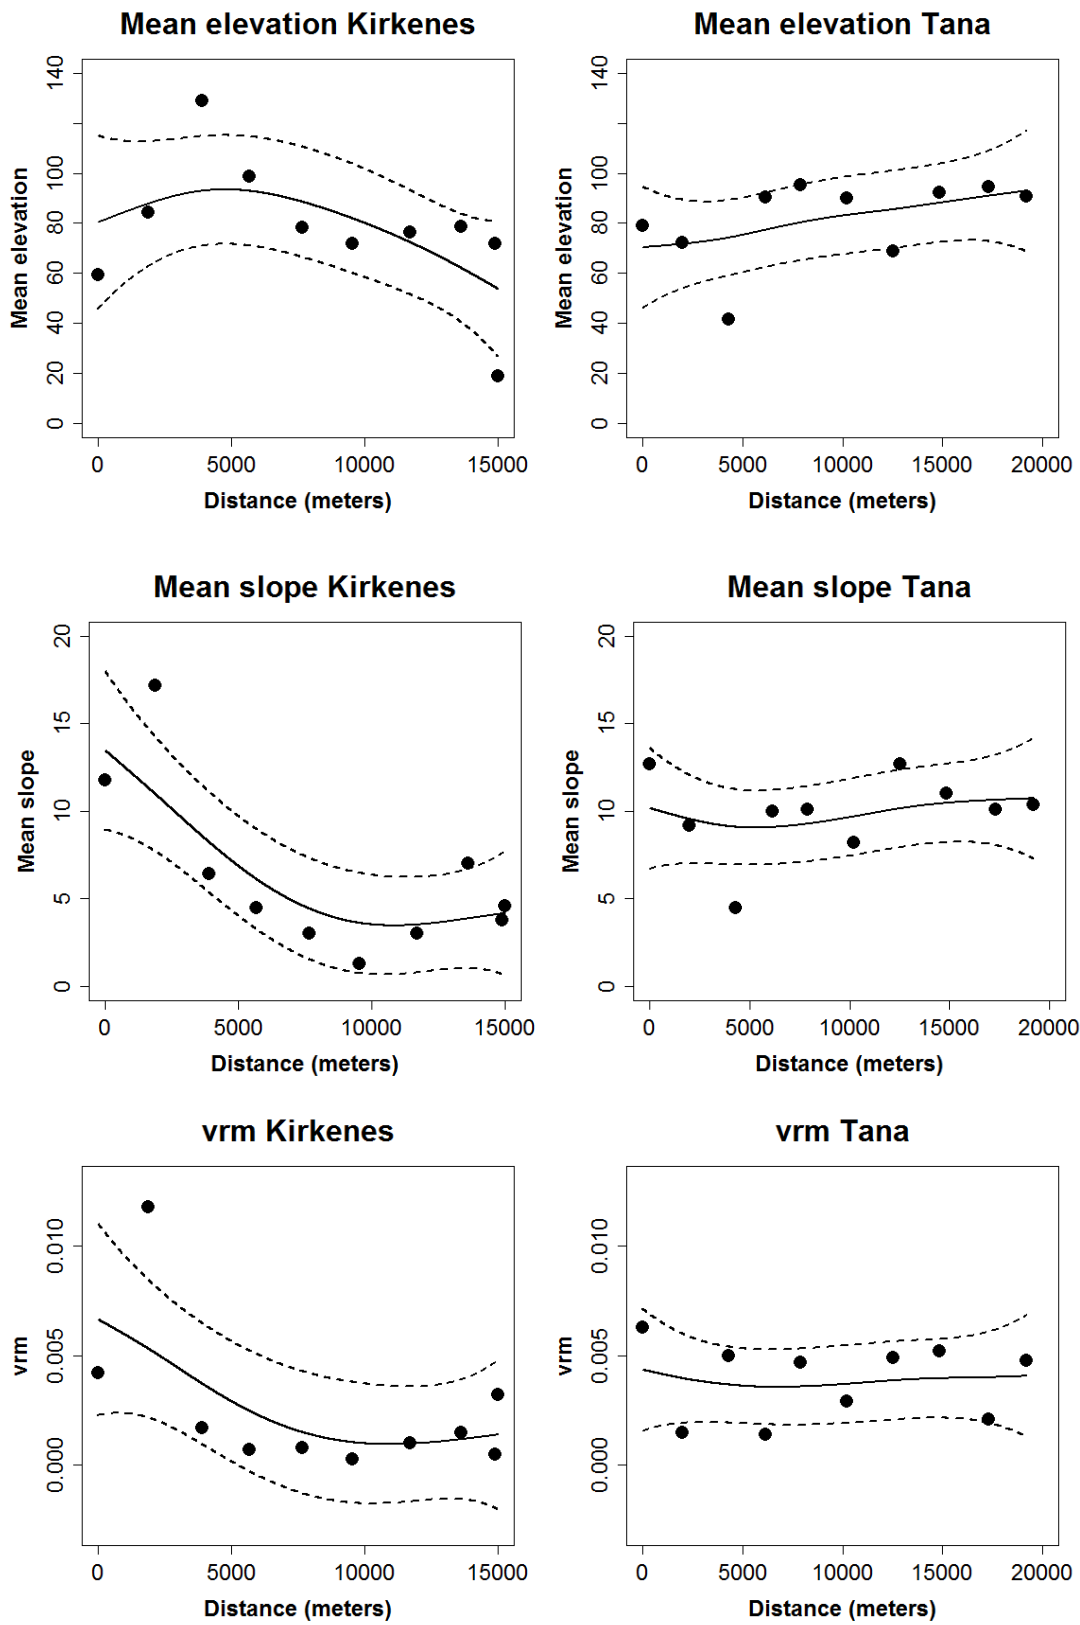 Mean elevation Kirkenes
Mean elevation
140
100
80
60
40
20
0
0 5000 10000 15000
Distance (meters)
Mean elevation Tana
Mean elevation
140
100
80
60
40
20
0
0 5000 10000 15000 20000
Distance (meters)
Mean slope Kirkenes
Mean slope
20
15
10
5
0
0 5000 10000 15000
Distance (meters)
Mean slope Tana
Mean slope
20
15
10
5
0
0 5000 10000 15000 20000
Distance (meters)
vrm Kirkenes
vrm
0.010
0.005
0.000
0 5000 10000 15000
Distance (meters)
vrm Tana
vrm
0.010
0.005
0.000
0 5000 10000 15000 20000
Distance (meters)